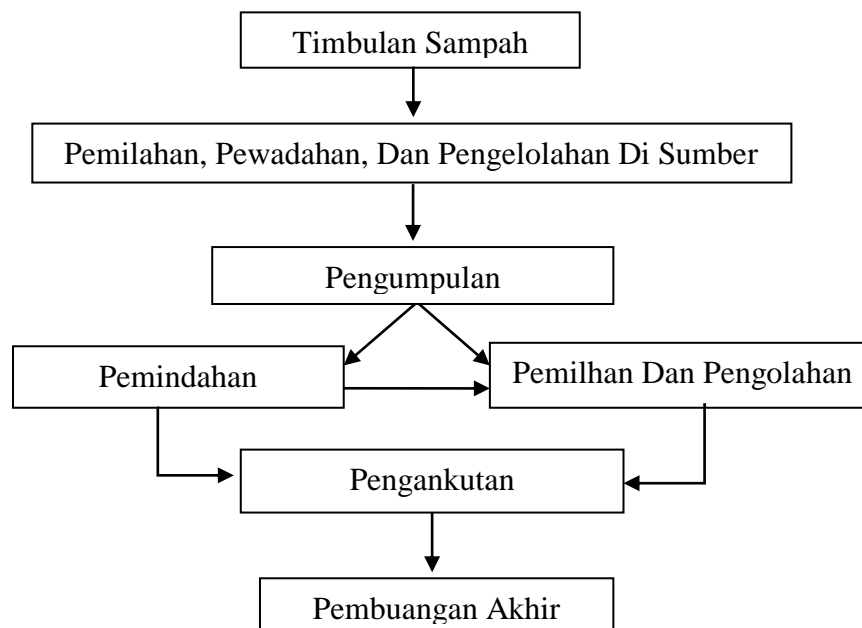 Timbulan Sampah
Pemilahan, Pewadahan, Dan Pengelolahan Di Sumber
Pengumpulan
Pemindahan
Pemilhan Dan Pengolahan
Pengankutan
Pembuangan Akhir